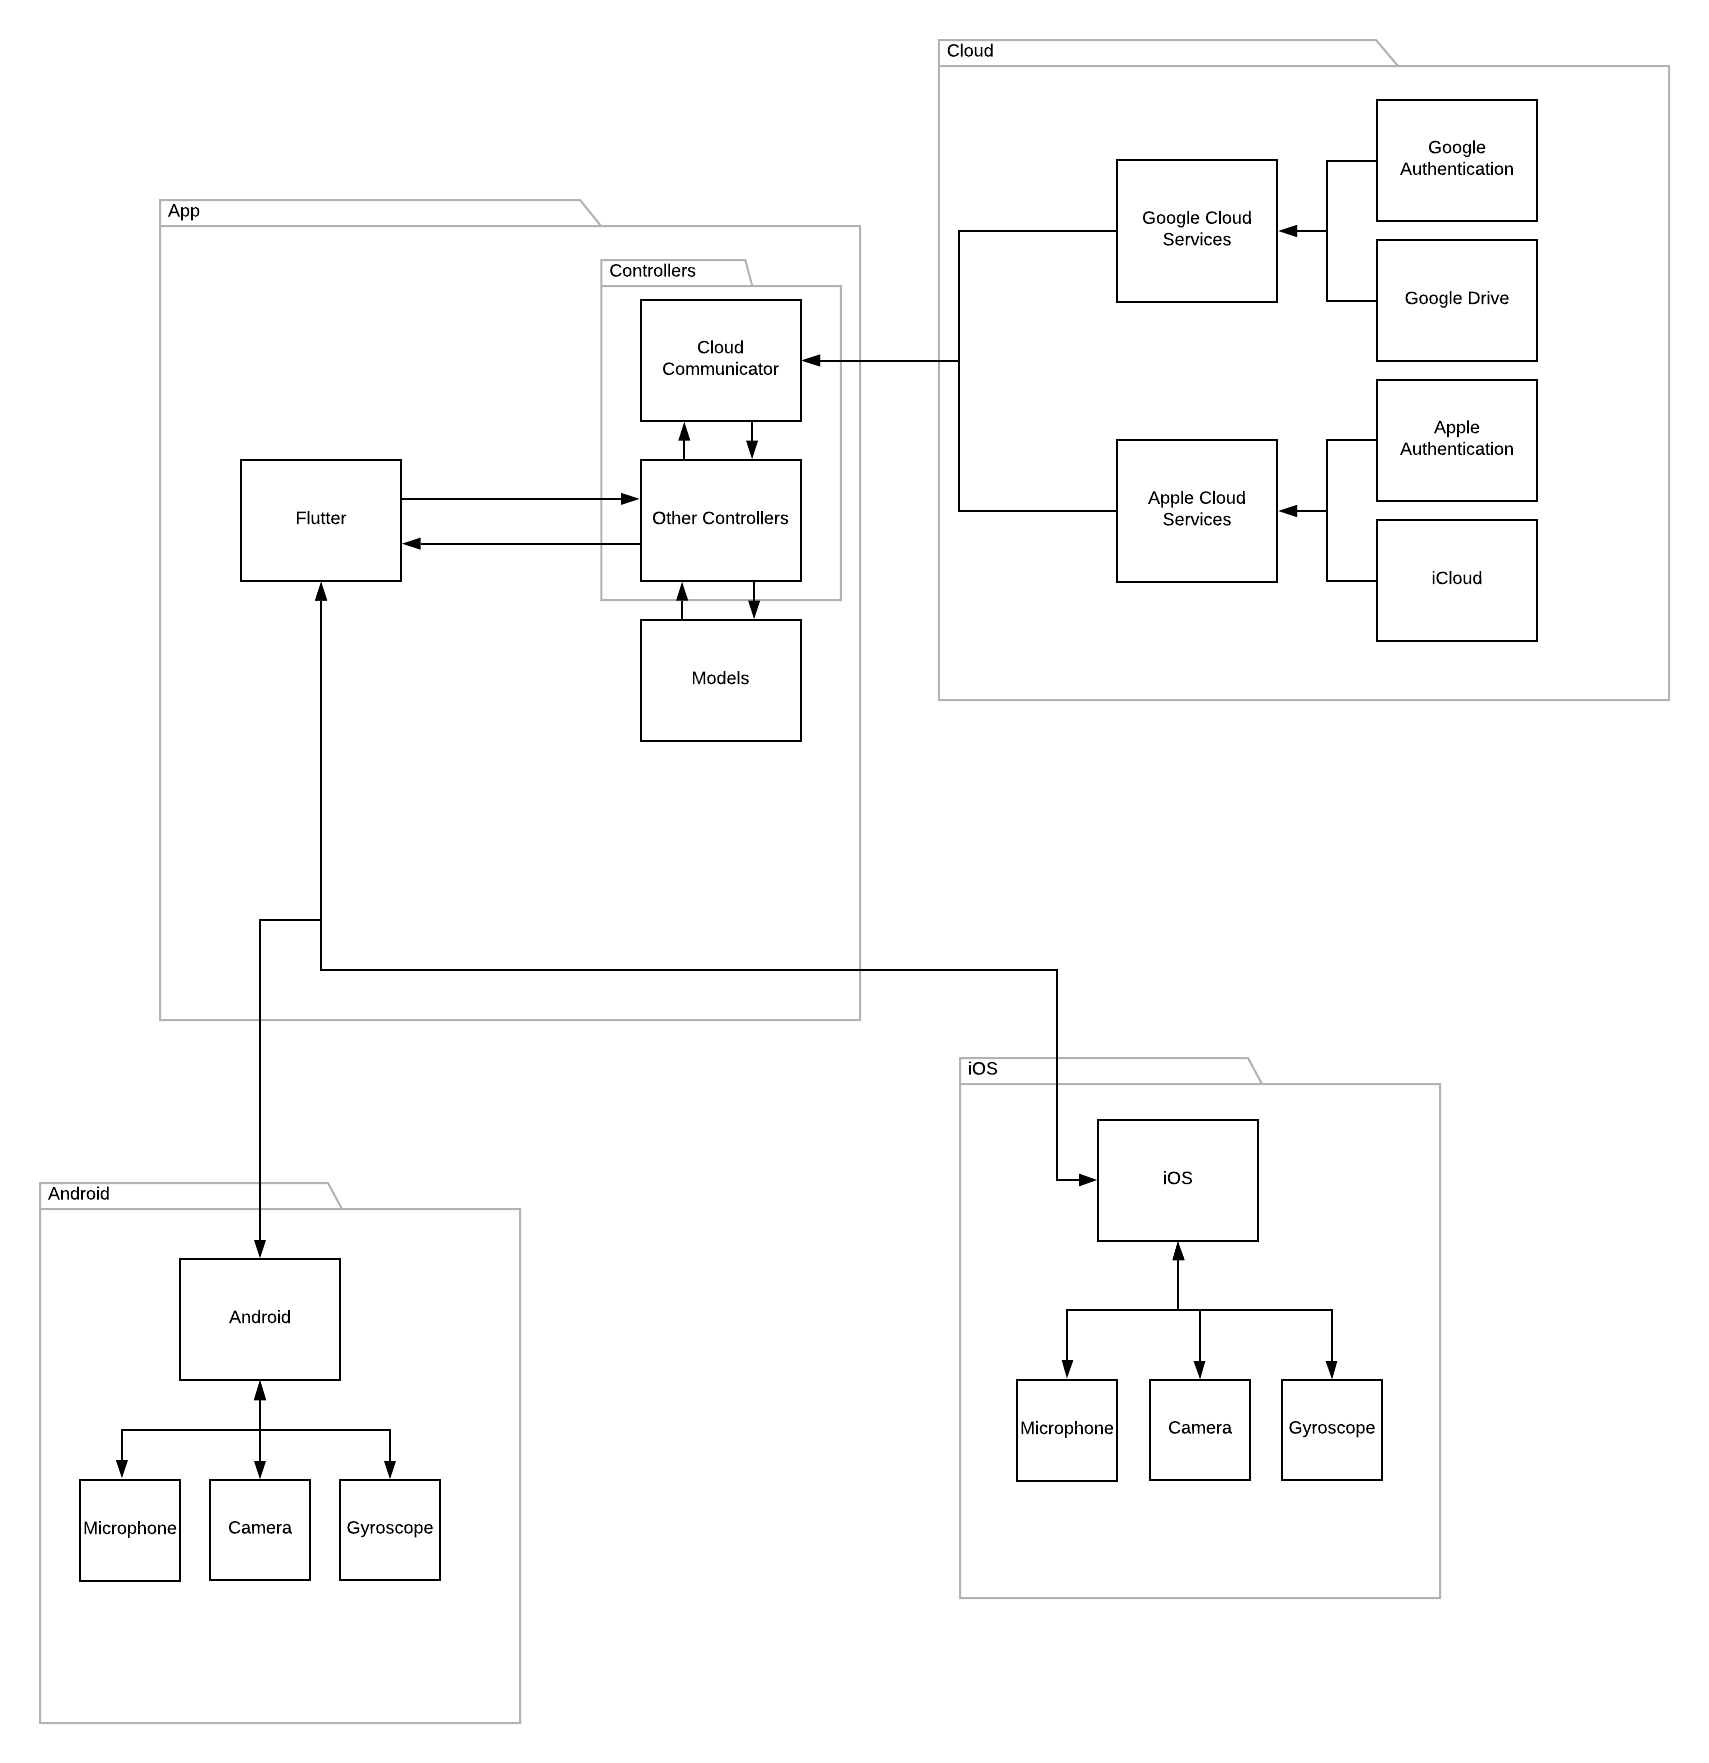 Cloud
Google
Authentication
Google Cloud
Services
Google Drive
Apple
Authentication
Apple Cloud
Services
iCloud
App
Controllers
Cloud
Communicator
Flutter
Other Controllers
Models
iOS
iOS
Microphone
Camera
Gyroscope
Android
Android
Microphone
Camera
Gyroscope